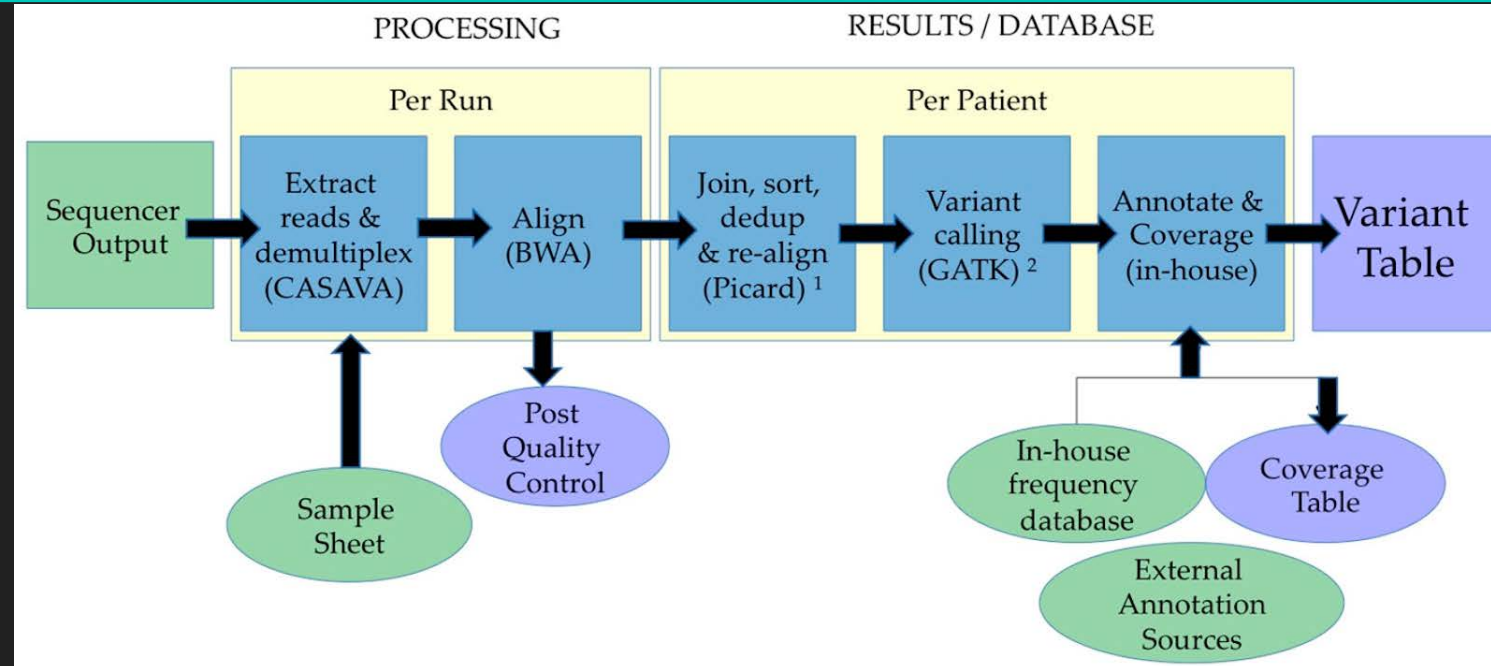 PROCESSING
RESULTS / DATABASE
Per Run
Per Patient
Sequencer
Output
Extract
reads &
demultiplex
(CASAVA)
Align
(BWA)
Join, sort,
dedup
& re-align
(Picard) ¹
Variant
calling
(GATK) ²
Annotate &
Coverage
(in-house)
Variant
Table
Sample
Sheet
Post
Quality
Control
In-house
frequency
database
Coverage
Table
External
Annotation
Sources